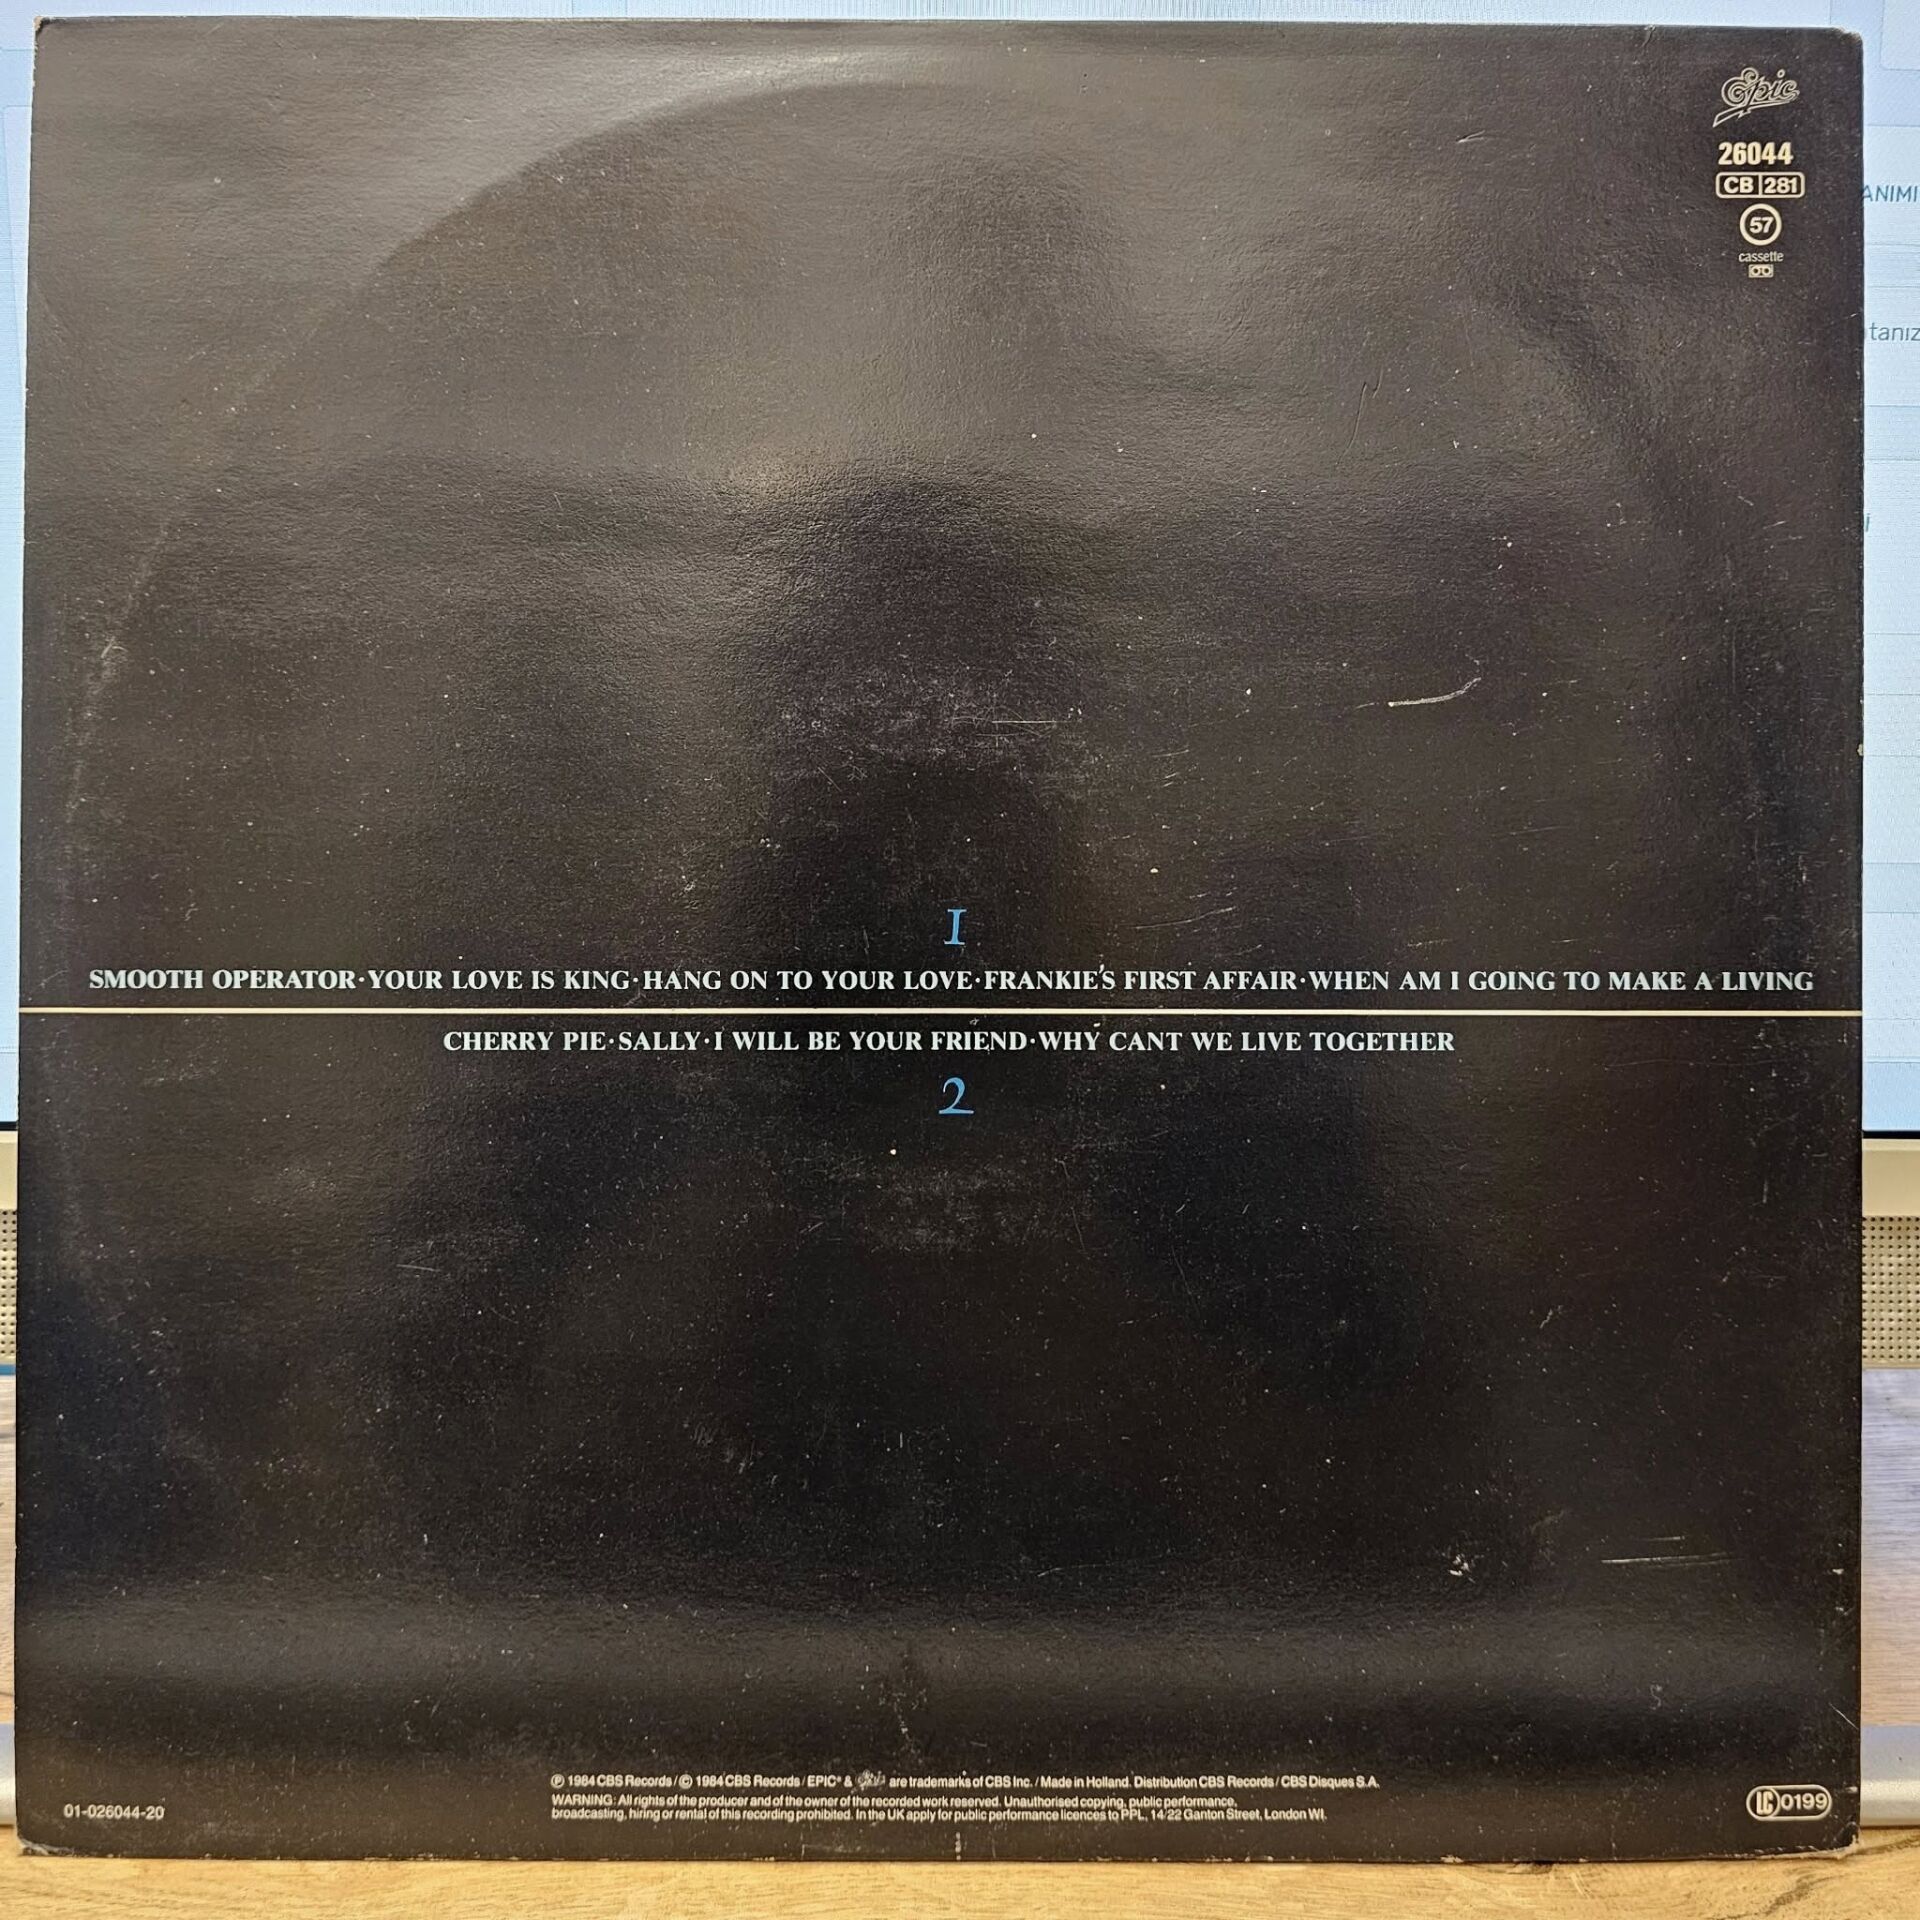 Epic
26044
CB 281
57
cassette
ANIMI
tanız
I
SMOOTH OPERATOR·YOUR LOVE IS KING·HANG ON TO YOUR LOVE·FRANKIE'S FIRST AFFAIR·WHEN AM I GOING TO MAKE A LIVING
CHERRY PIE·SALLY·I WILL BE YOUR FRIEND·WHY CANT WE LIVE TOGETHER
2
℗ 1984 CBS Records / © 1984 CBS Records / EPIC® & Epic are trademarks of CBS Inc. / Made in Holland. Distribution CBS Records / CBS Disques S.A.
WARNING: All rights of the producer and of the owner of the recorded work reserved. Unauthorised copying, public performance,
broadcasting, hiring or rental of this recording prohibited. In the UK apply for public performance licences to PPL, 14/22 Ganton Street, London W1.
01-026044-20
LC 0199